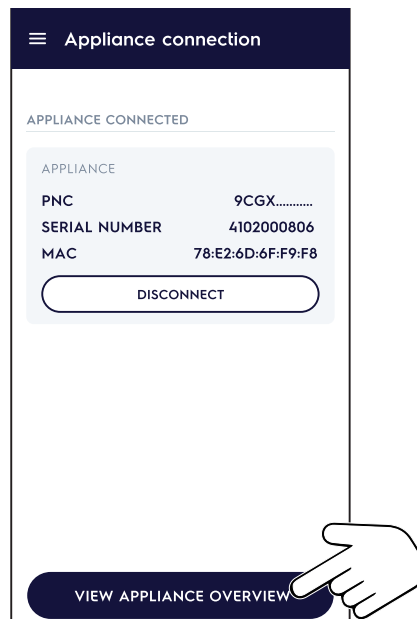 Appliance connection
APPLIANCE CONNECTED
APPLIANCE
PNC 9CGX...........
SERIAL NUMBER 4102000806
MAC 78:E2:6D:6F:F9:F8
DISCONNECT
VIEW APPLIANCE OVERVIEW